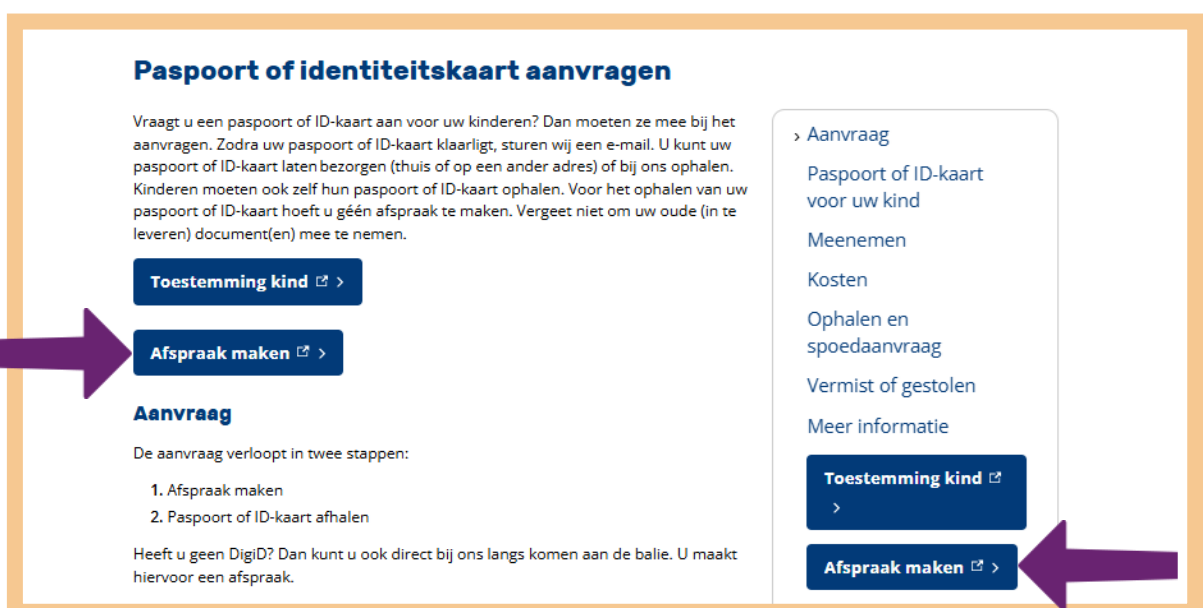 Paspoort of identiteitskaart aanvragen
Vraagt u een paspoort of ID-kaart aan voor uw kinderen? Dan moeten ze mee bij het
aanvragen. Zodra uw paspoort of ID-kaart klaarligt, sturen wij een e-mail. U kunt uw
paspoort of ID-kaart laten bezorgen (thuis of op een ander adres) of bij ons ophalen.
Kinderen moeten ook zelf hun paspoort of ID-kaart ophalen. Voor het ophalen van uw
paspoort of ID-kaart hoeft u géén afspraak te maken. Vergeet niet om uw oude (in te
leveren) document(en) mee te nemen.
Toestemming kind
Afspraak maken
Aanvraag
De aanvraag verloopt in twee stappen:
1. Afspraak maken
2. Paspoort of ID-kaart afhalen
Heeft u geen DigiD? Dan kunt u ook direct bij ons langs komen aan de balie. U maakt
hiervoor een afspraak.
Aanvraag
Paspoort of ID-kaart
voor uw kind
Meenemen
Kosten
Ophalen en
spoedaanvraag
Vermist of gestolen
Meer informatie
Toestemming kind
Afspraak maken